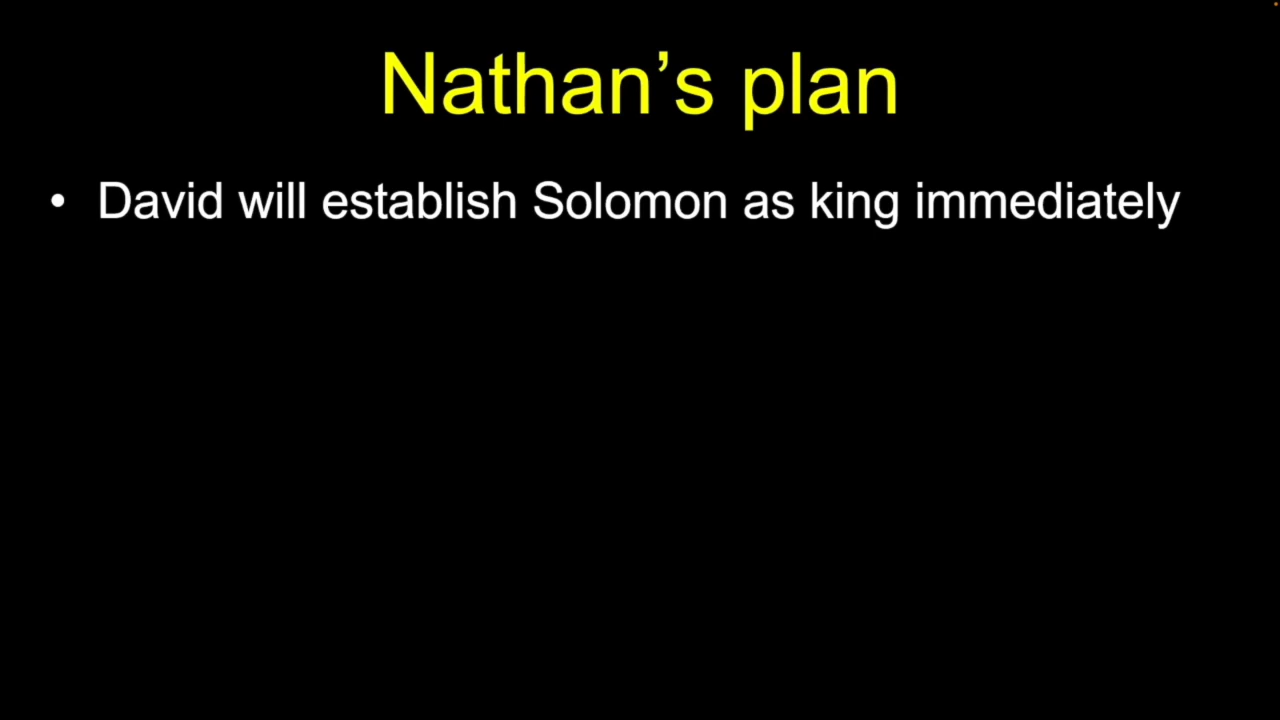 Nathan’s plan
• David will establish Solomon as king immediately